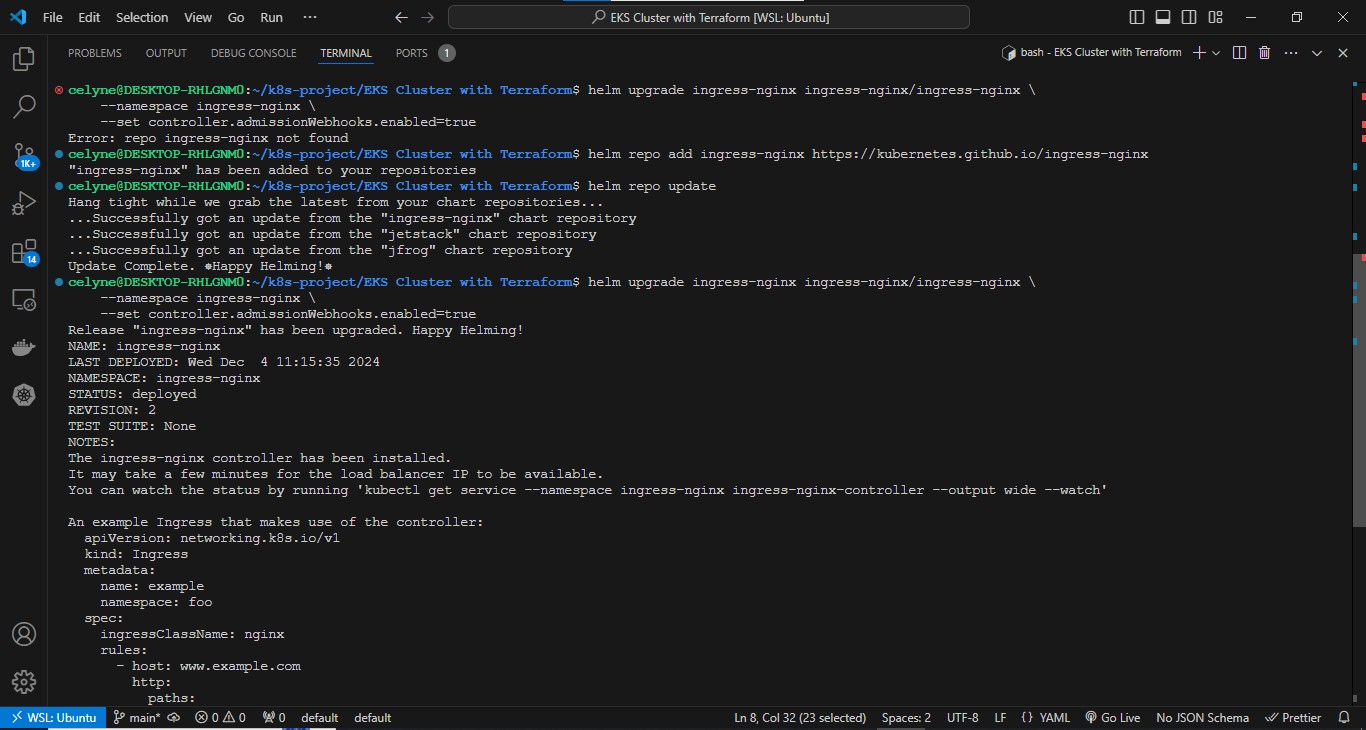 File Edit Selection View Go Run ···
EKS Cluster with Terraform [WSL: Ubuntu]
PROBLEMS OUTPUT DEBUG CONSOLE TERMINAL PORTS 1
bash - EKS Cluster with Terraform
celyne@DESKTOP-RHLGNM0:~/k8s-project/EKS Cluster with Terraform$ helm upgrade ingress-nginx ingress-nginx/ingress-nginx \
--namespace ingress-nginx \
--set controller.admissionWebhooks.enabled=true
Error: repo ingress-nginx not found
celyne@DESKTOP-RHLGNM0:~/k8s-project/EKS Cluster with Terraform$ helm repo add ingress-nginx https://kubernetes.github.io/ingress-nginx
"ingress-nginx" has been added to your repositories
celyne@DESKTOP-RHLGNM0:~/k8s-project/EKS Cluster with Terraform$ helm repo update
Hang tight while we grab the latest from your chart repositories...
...Successfully got an update from the "ingress-nginx" chart repository
...Successfully got an update from the "jetstack" chart repository
...Successfully got an update from the "jfrog" chart repository
Update Complete. ⎈Happy Helming!⎈
celyne@DESKTOP-RHLGNM0:~/k8s-project/EKS Cluster with Terraform$ helm upgrade ingress-nginx ingress-nginx/ingress-nginx \
--namespace ingress-nginx \
--set controller.admissionWebhooks.enabled=true
Release "ingress-nginx" has been upgraded. Happy Helming!
NAME: ingress-nginx
LAST DEPLOYED: Wed Dec  4 11:15:35 2024
NAMESPACE: ingress-nginx
STATUS: deployed
REVISION: 2
TEST SUITE: None
NOTES:
The ingress-nginx controller has been installed.
It may take a few minutes for the load balancer IP to be available.
You can watch the status by running 'kubectl get service --namespace ingress-nginx ingress-nginx-controller --output wide --watch'
An example Ingress that makes use of the controller:
apiVersion: networking.k8s.io/v1
kind: Ingress
metadata:
name: example
namespace: foo
spec:
ingressClassName: nginx
rules:
- host: www.example.com
http:
paths:
1K+
14
WSL: Ubuntu main* 0 0 0 default default Ln 8, Col 32 (23 selected) Spaces: 2 UTF-8 LF {} YAML Go Live No JSON Schema Prettier